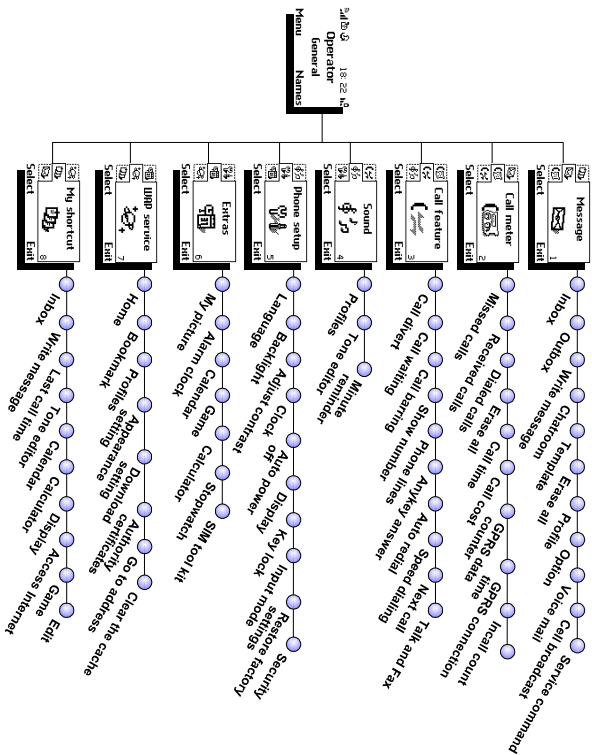 18:22
Operator
General
Menu Names
Message
1
Select Exit
Inbox
Outbox
Write message
Chatroom
Template
Erase all
Profile
Option
Voice mail
Cell broadcast
Service command
Call meter
2
Select Exit
Missed calls
Received calls
Dialed calls
Erase all
Call time
Call cost
GPRS data
counter
GPRS connection
time
Incall count
Call feature
3
Select Exit
Call divert
Call waiting
Call barring
Show number
Phone lines
Anykey answer
Auto redial
Speed dialing
Next call
Talk and Fax
Sound
4
Select Exit
Profiles
Tone editor
Minute
reminder
Phone setup
5
Select Exit
Language
Backlight
Adjust contrast
Clock
Auto power
off
Display
Key lock
Input mode
Restore factory
settings
Security
Extras
6
Select Exit
My picture
Alarm clock
Calendar
Game
Calculator
Stopwatch
SIM tool kit
WAP service
7
Select Exit
Home
Bookmark
Profiles
Appearance
setting
Download
setting
Authority
certificates
Go to address
Clear the cache
My shortcut
8
Select Exit
Inbox
Write message
Last call time
Tone editor
Calendar
Calculator
Display
Access Internet
Game
Edit